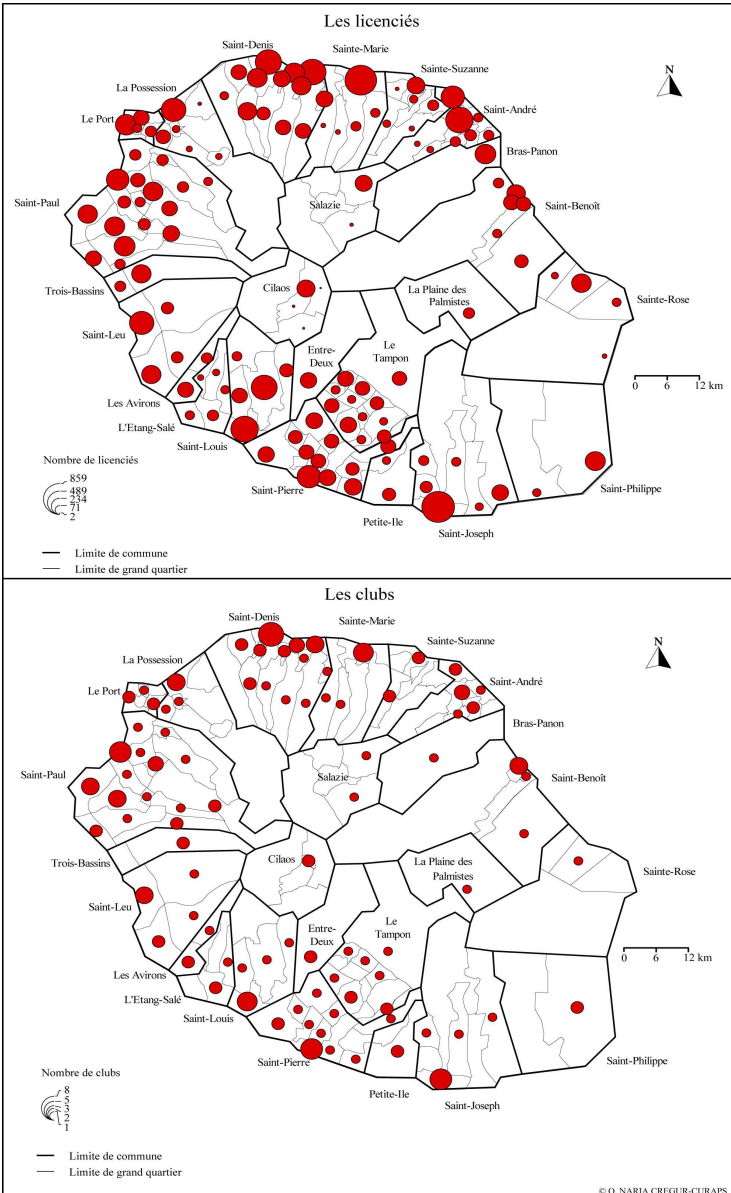 Les licenciés
Saint-Denis
Sainte-Marie
Sainte-Suzanne
La Possession
N
Le Port
Saint-André
Bras-Panon
Saint-Paul
Salazie
Saint-Benoît
Trois-Bassins
Cilaos
La Plaine des
Palmistes
Sainte-Rose
Saint-Leu
Entre-
Deux
Le
Tampon
0 12 km
Les Avirons
L'Etang-Salé
Saint-Louis
Nombre de licenciés
859
489
234
71
2
Saint-Pierre
Saint-Philippe
Petite-Ile
Saint-Joseph
Limite de commune
Limite de grand quartier
Les clubs
Saint-Denis
Sainte-Marie
Sainte-Suzanne
N
La Possession
Le Port
Saint-André
Bras-Panon
Saint-Paul
Salazie
Saint-Benoît
Trois-Bassins
Cilaos
La Plaine des
Palmistes
Sainte-Rose
Saint-Leu
Entre-
Deux
Le
Tampon
0 12 km
Les Avirons
L'Etang-Salé
Saint-Louis
Saint-Pierre
Saint-Philippe
Nombre de clubs
8
5
3
2
1
Petite-Ile
Saint-Joseph
Limite de commune
Limite de grand quartier
© O. NARIA CREGUR-CURAPS